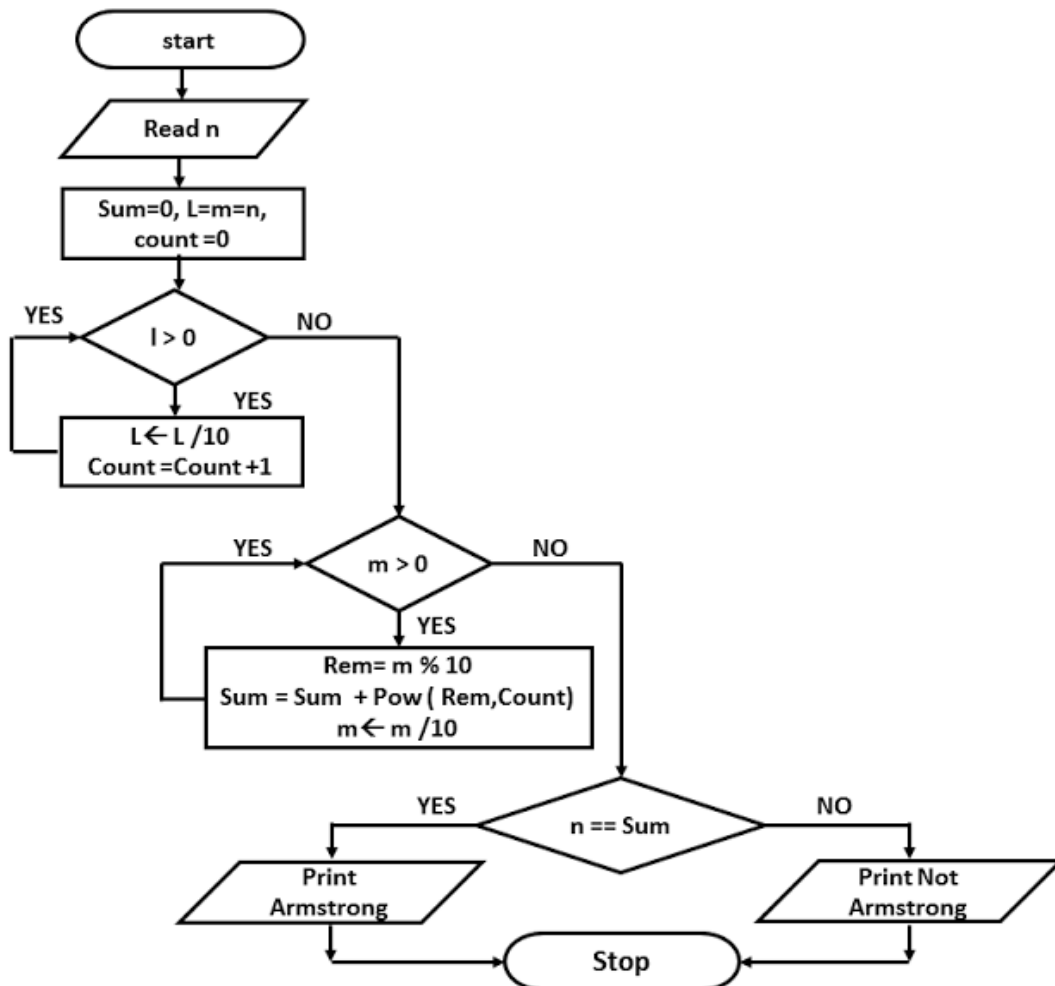 start
Read n
Sum=0, L=m=n,
count =0
YES
l > 0
NO
YES
L← L /10
Count =Count +1
YES
m > 0
NO
YES
Rem= m % 10
Sum = Sum + Pow ( Rem,Count)
m← m /10
YES
n == Sum
NO
Print
Armstrong
Print Not
Armstrong
Stop